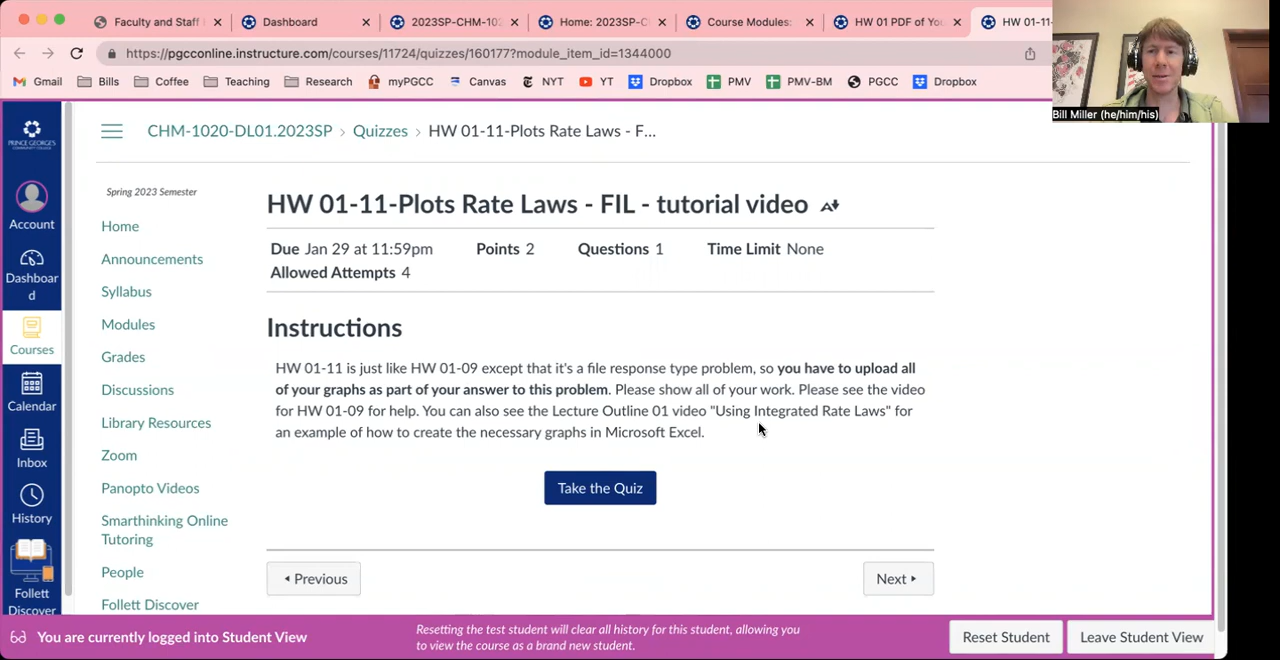 Faculty and Staff
Dashboard
2023SP-CHM-102
Home: 2023SP-C
Course Modules:
HW 01 PDF of You
HW 01-11-
https://pgcconline.instructure.com/courses/11724/quizzes/160177?module_item_id=1344000
Gmail
Bills
Coffee
Teaching
Research
myPGCC
Canvas
NYT
YT
Dropbox
PMV
PMV-BM
PGCC
Dropbox
Bill Miller (he/him/his)
PRINCE GEORGE'S
COMMUNITY COLLEGE
CHM-1020-DL01.2023SP › Quizzes › HW 01-11-Plots Rate Laws - F...
Account
Dashboar
d
Courses
Calendar
Inbox
History
Follett
Discover
Spring 2023 Semester
Home
Announcements
Syllabus
Modules
Grades
Discussions
Library Resources
Zoom
Panopto Videos
Smarthinking Online
Tutoring
People
Follett Discover
HW 01-11-Plots Rate Laws - FIL - tutorial video
Due Jan 29 at 11:59pm Points 2 Questions 1 Time Limit None
Allowed Attempts 4
Instructions
HW 01-11 is just like HW 01-09 except that it's a file response type problem, so you have to upload all
of your graphs as part of your answer to this problem. Please show all of your work. Please see the video
for HW 01-09 for help. You can also see the Lecture Outline 01 video "Using Integrated Rate Laws" for
an example of how to create the necessary graphs in Microsoft Excel.
Take the Quiz
Previous
Next
You are currently logged into Student View
Resetting the test student will clear all history for this student, allowing you
to view the course as a brand new student.
Reset Student
Leave Student View